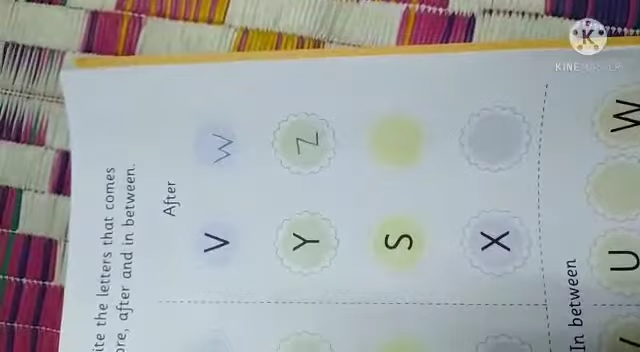 ite the letters that comes
ore, after and in between.
After
V W
Y Z
S
X
In between
U W
K
KINEMASTER